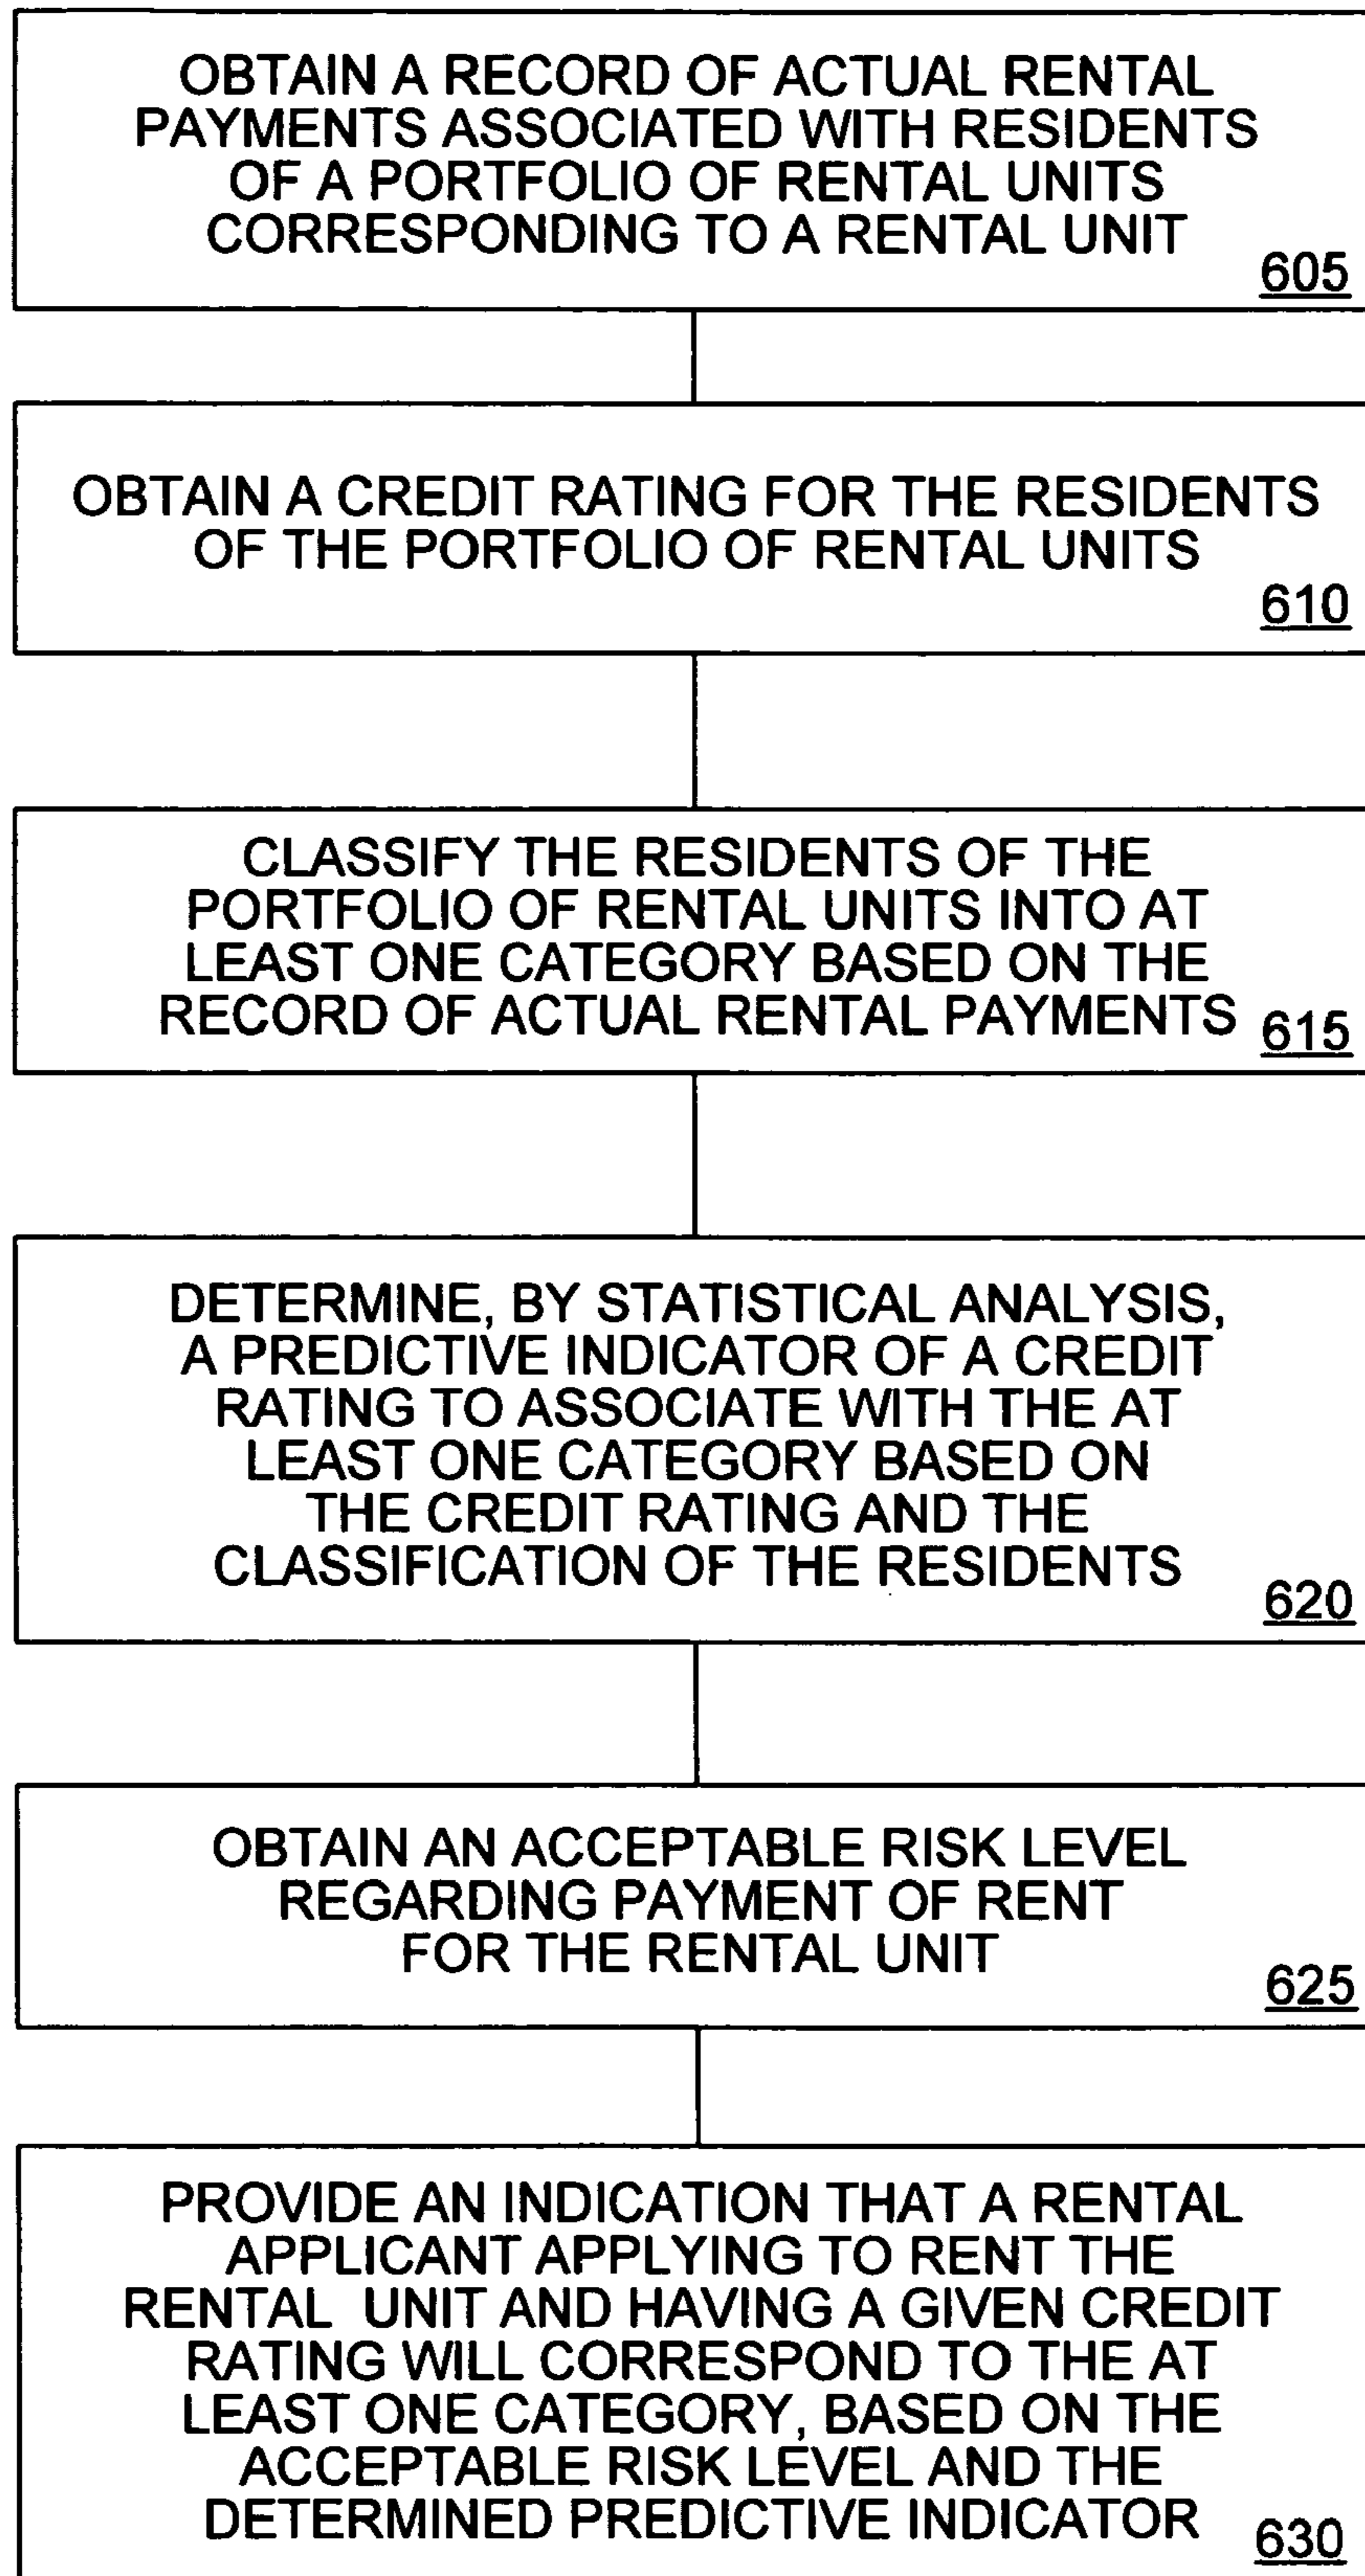 OBTAIN A RECORD OF ACTUAL RENTAL
PAYMENTS ASSOCIATED WITH RESIDENTS
OF A PORTFOLIO OF RENTAL UNITS
CORRESPONDING TO A RENTAL UNIT
605
OBTAIN A CREDIT RATING FOR THE RESIDENTS
OF THE PORTFOLIO OF RENTAL UNITS
610
CLASSIFY THE RESIDENTS OF THE
PORTFOLIO OF RENTAL UNITS INTO AT
LEAST ONE CATEGORY BASED ON THE
RECORD OF ACTUAL RENTAL PAYMENTS
615
DETERMINE, BY STATISTICAL ANALYSIS,
A PREDICTIVE INDICATOR OF A CREDIT
RATING TO ASSOCIATE WITH THE AT
LEAST ONE CATEGORY BASED ON
THE CREDIT RATING AND THE
CLASSIFICATION OF THE RESIDENTS
620
OBTAIN AN ACCEPTABLE RISK LEVEL
REGARDING PAYMENT OF RENT
FOR THE RENTAL UNIT
625
PROVIDE AN INDICATION THAT A RENTAL
APPLICANT APPLYING TO RENT THE
RENTAL UNIT AND HAVING A GIVEN CREDIT
RATING WILL CORRESPOND TO THE AT
LEAST ONE CATEGORY, BASED ON THE
ACCEPTABLE RISK LEVEL AND THE
DETERMINED PREDICTIVE INDICATOR
630